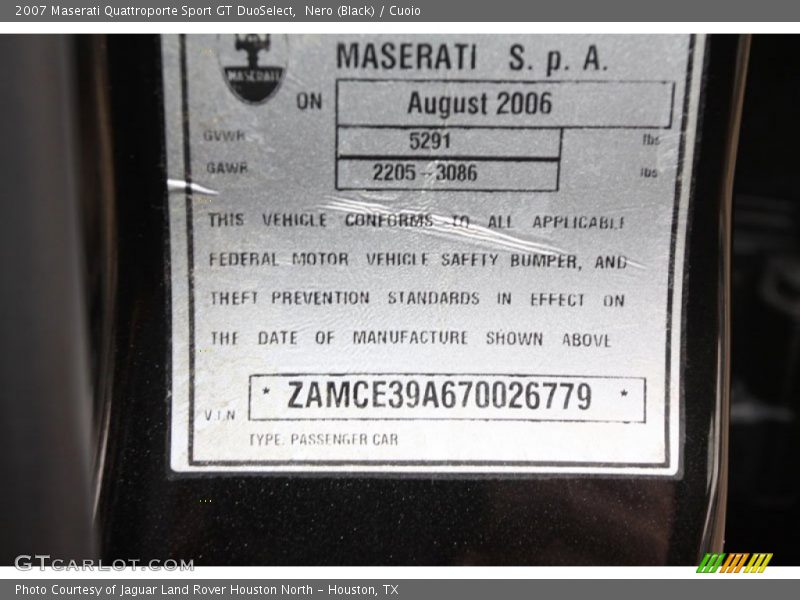 2007 Maserati Quattroporte Sport GT DuoSelect,  Nero (Black) / Cuoio
MASERATI
MASERATI S. p. A.
ON August 2006
GVWR 5291 lbs
GAWR 2205 - 3086 lbs
THIS VEHICLE CONFORMS TO ALL APPLICABLE
FEDERAL MOTOR VEHICLE SAFETY BUMPER, AND
THEFT PREVENTION STANDARDS IN EFFECT ON
THE DATE OF MANUFACTURE SHOWN ABOVE
V.I.N * ZAMCE39A670026779 *
TYPE: PASSENGER CAR
GTCARLOT.COM
Photo Courtesy of Jaguar Land Rover Houston North - Houston, TX